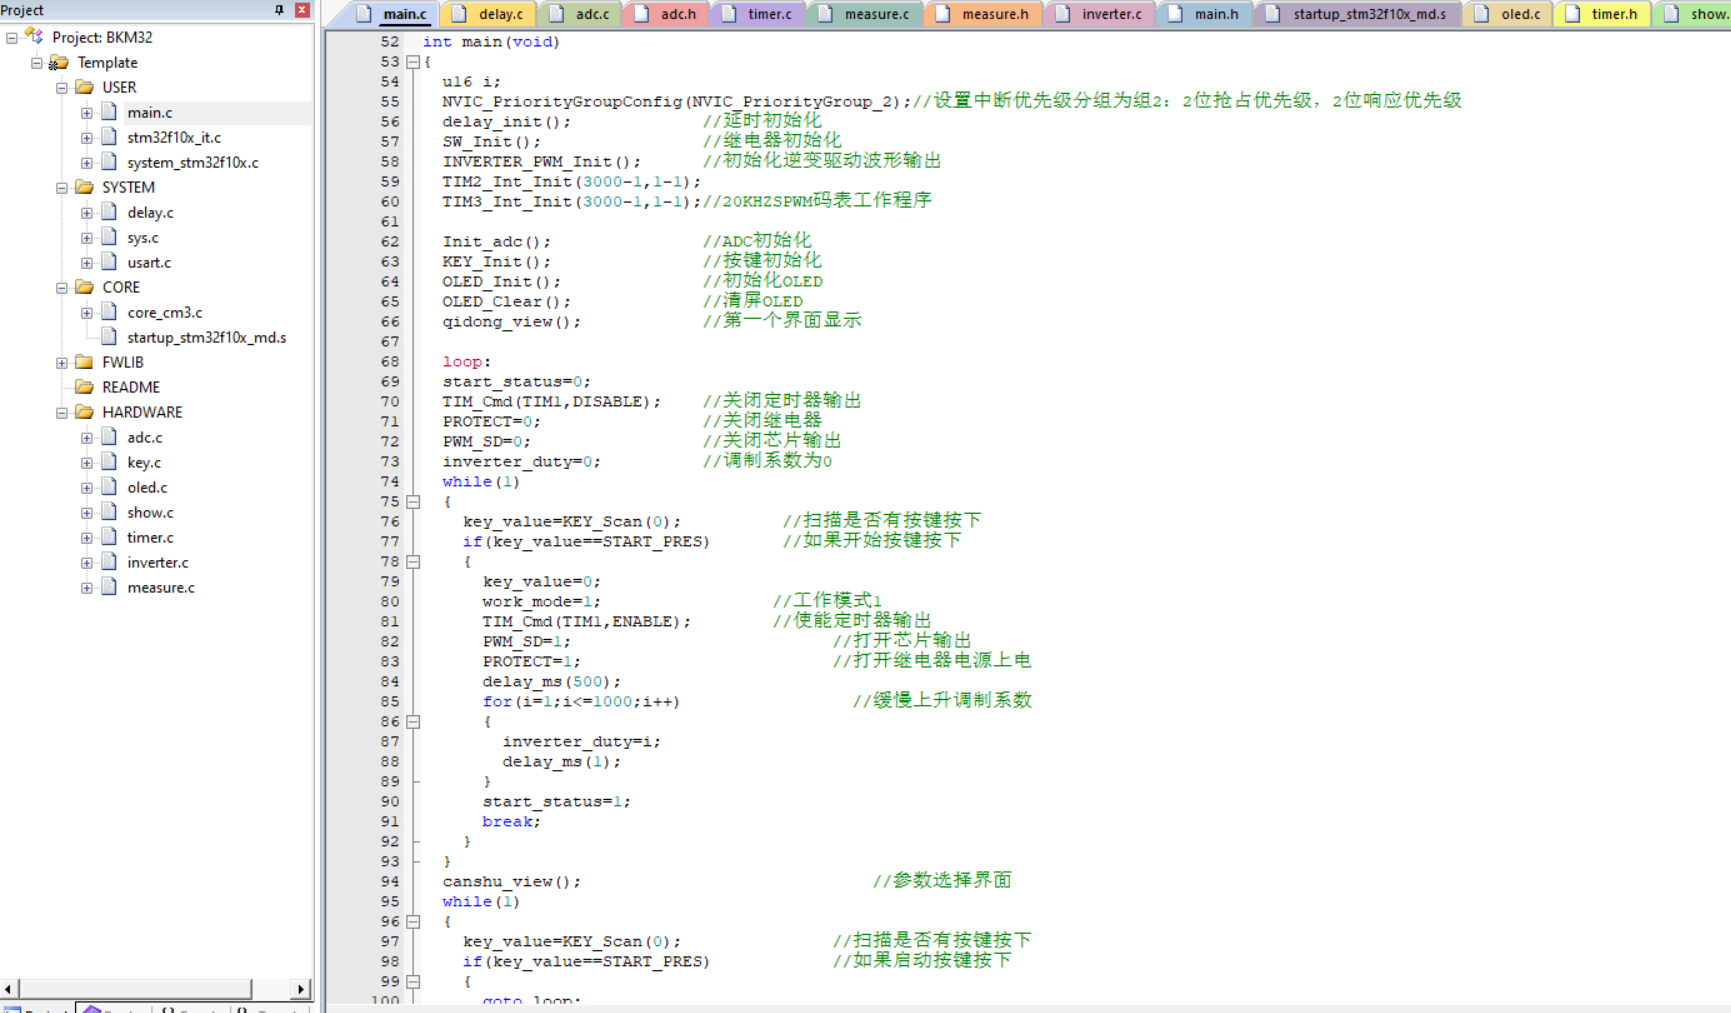 Project
Project: BKM32
Template
USER
main.c
stm32f10x_it.c
system_stm32f10x.c
SYSTEM
delay.c
sys.c
usart.c
CORE
core_cm3.c
startup_stm32f10x_md.s
FWLIB
README
HARDWARE
adc.c
key.c
oled.c
show.c
timer.c
inverter.c
measure.c
main.c delay.c adc.c adc.h timer.c measure.c measure.h inverter.c main.h startup_stm32f10x_md.s oled.c timer.h show.
52 int main(void)
53 {
54 u16 i;
55 NVIC_PriorityGroupConfig(NVIC_PriorityGroup_2);//设置中断优先级分组为组2：2位抢占优先级，2位响应优先级
56 delay_init(); //延时初始化
57 SW_Init(); //继电器初始化
58 INVERTER_PWM_Init(); //初始化逆变驱动波形输出
59 TIM2_Int_Init(3000-1,1-1);
60 TIM3_Int_Init(3000-1,1-1);//20KHZSPWM码表工作程序
61
62 Init_adc(); //ADC初始化
63 KEY_Init(); //按键初始化
64 OLED_Init(); //初始化OLED
65 OLED_Clear(); //清屏OLED
66 qidong_view(); //第一个界面显示
67
68 loop:
69 start_status=0;
70 TIM_Cmd(TIM1,DISABLE); //关闭定时器输出
71 PROTECT=0; //关闭继电器
72 PWM_SD=0; //关闭芯片输出
73 inverter_duty=0; //调制系数为0
74 while(1)
75 {
76 key_value=KEY_Scan(0); //扫描是否有按键按下
77 if(key_value==START_PRES) //如果开始按键按下
78 {
79 key_value=0;
80 work_mode=1; //工作模式1
81 TIM_Cmd(TIM1,ENABLE); //使能定时器输出
82 PWM_SD=1; //打开芯片输出
83 PROTECT=1; //打开继电器电源上电
84 delay_ms(500);
85 for(i=1;i<=1000;i++) //缓慢上升调制系数
86 {
87 inverter_duty=i;
88 delay_ms(1);
89 }
90 start_status=1;
91 break;
92 }
93 }
94 canshu_view(); //参数选择界面
95 while(1)
96 {
97 key_value=KEY_Scan(0); //扫描是否有按键按下
98 if(key_value==START_PRES) //如果启动按键按下
99 {
100 goto loop;